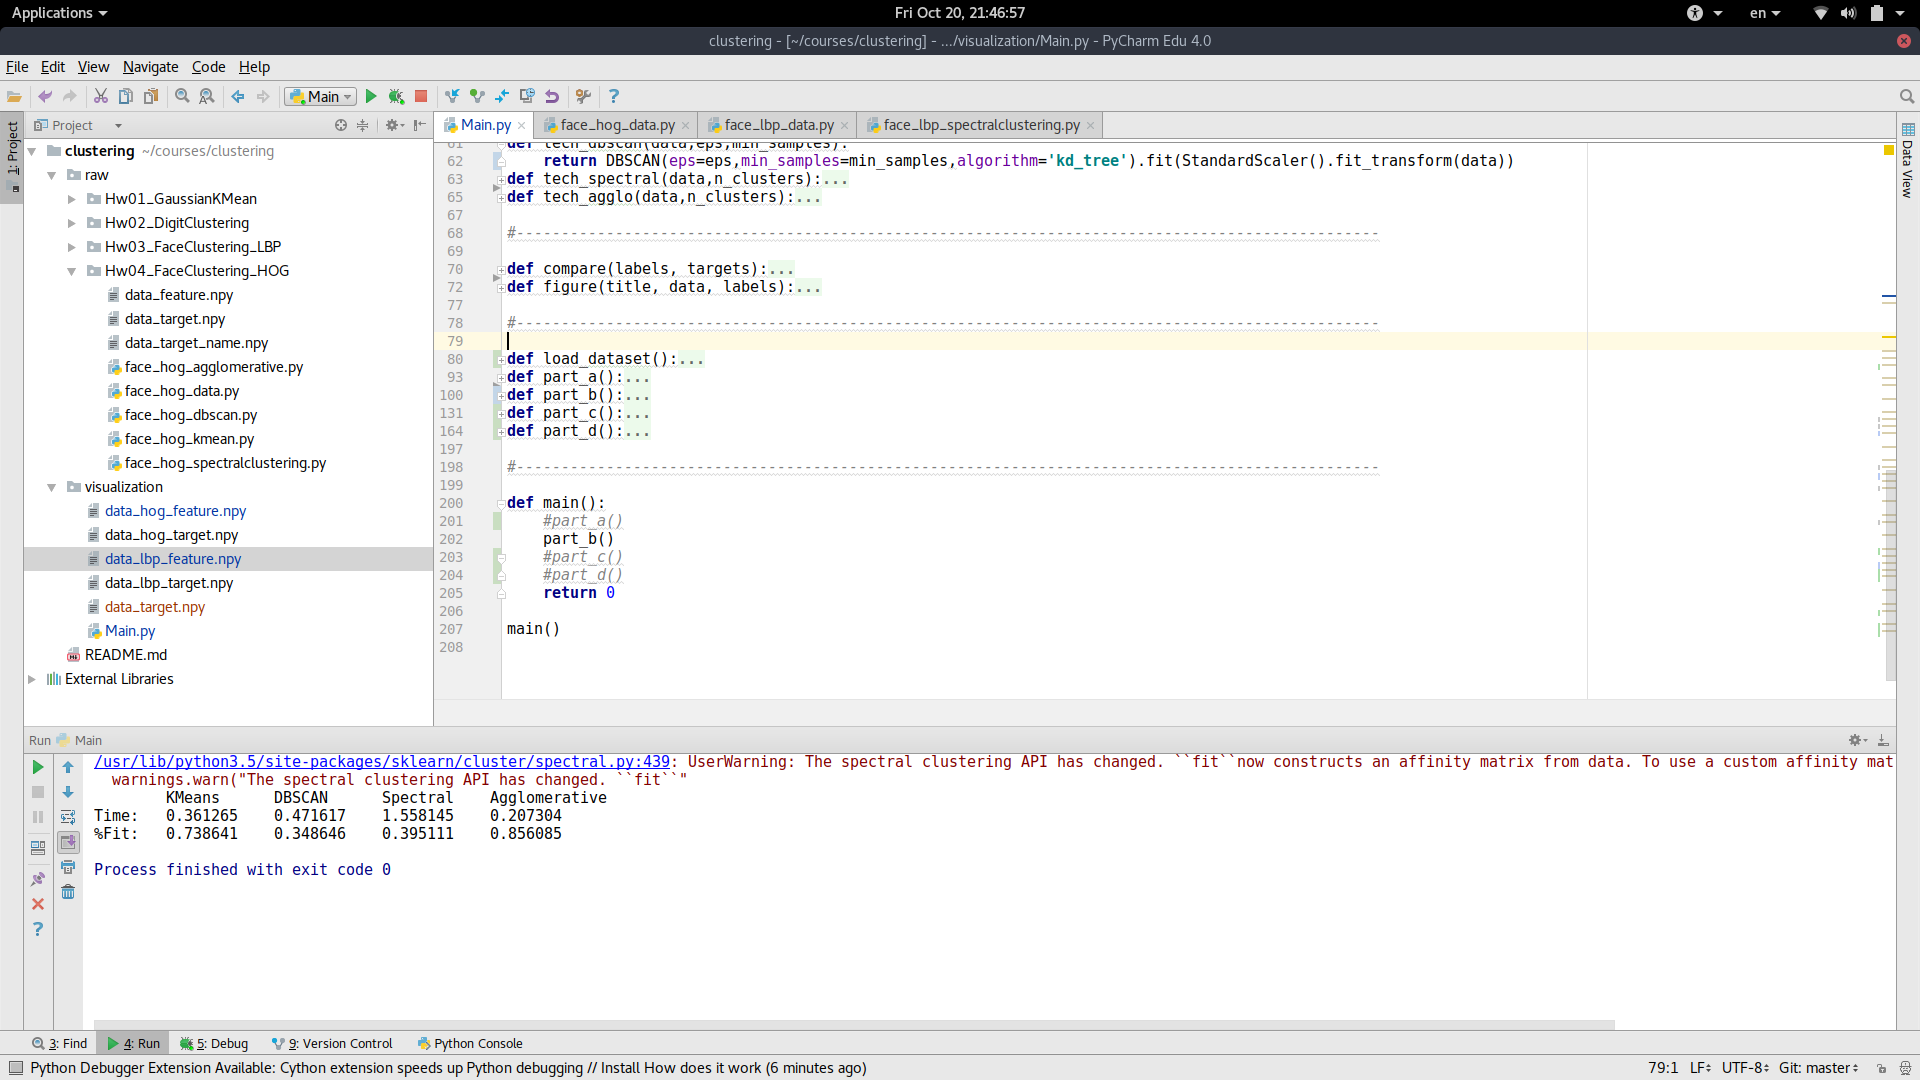 Applications
Fri Oct 20, 21:46:57
en
clustering - [~/courses/clustering] - .../visualization/Main.py - PyCharm Edu 4.0
File Edit View Navigate Code Help
Main
1: Project
Project
Main.py
face_hog_data.py
face_lbp_data.py
face_lbp_spectralclustering.py
Data View
clustering ~/courses/clustering
raw
Hw01_GaussianKMean
Hw02_DigitClustering
Hw03_FaceClustering_LBP
Hw04_FaceClustering_HOG
data_feature.npy
data_target.npy
data_target_name.npy
face_hog_agglomerative.py
face_hog_data.py
face_hog_dbscan.py
face_hog_kmean.py
face_hog_spectralclustering.py
visualization
data_hog_feature.npy
data_hog_target.npy
data_lbp_feature.npy
data_lbp_target.npy
data_target.npy
Main.py
README.md
External Libraries
61 def tech_dbscan(data,eps,min_samples):
62 return DBSCAN(eps=eps,min_samples=min_samples,algorithm='kd_tree').fit(StandardScaler().fit_transform(data))
63 def tech_spectral(data,n_clusters):...
65 def tech_agglo(data,n_clusters):...
67
68 #------------------------------------------------------------------------------------------------
69
70 def compare(labels, targets):...
72 def figure(title, data, labels):...
77
78 #------------------------------------------------------------------------------------------------
79
80 def load_dataset():...
93 def part_a():...
100 def part_b():...
131 def part_c():...
164 def part_d():...
197
198 #------------------------------------------------------------------------------------------------
199
200 def main():
201 #part_a()
202 part_b()
203 #part_c()
204 #part_d()
205 return 0
206
207 main()
208
Run Main
/usr/lib/python3.5/site-packages/sklearn/cluster/spectral.py:439: UserWarning: The spectral clustering API has changed. ``fit``now constructs an affinity matrix from data. To use a custom affinity mat
warnings.warn("The spectral clustering API has changed. ``fit``"
KMeans DBSCAN Spectral Agglomerative
Time: 0.361265 0.471617 1.558145 0.207304
%Fit: 0.738641 0.348646 0.395111 0.856085
Process finished with exit code 0
3: Find
4: Run
5: Debug
9: Version Control
Python Console
Python Debugger Extension Available: Cython extension speeds up Python debugging // Install How does it work (6 minutes ago)
79:1 LF UTF-8 Git: master